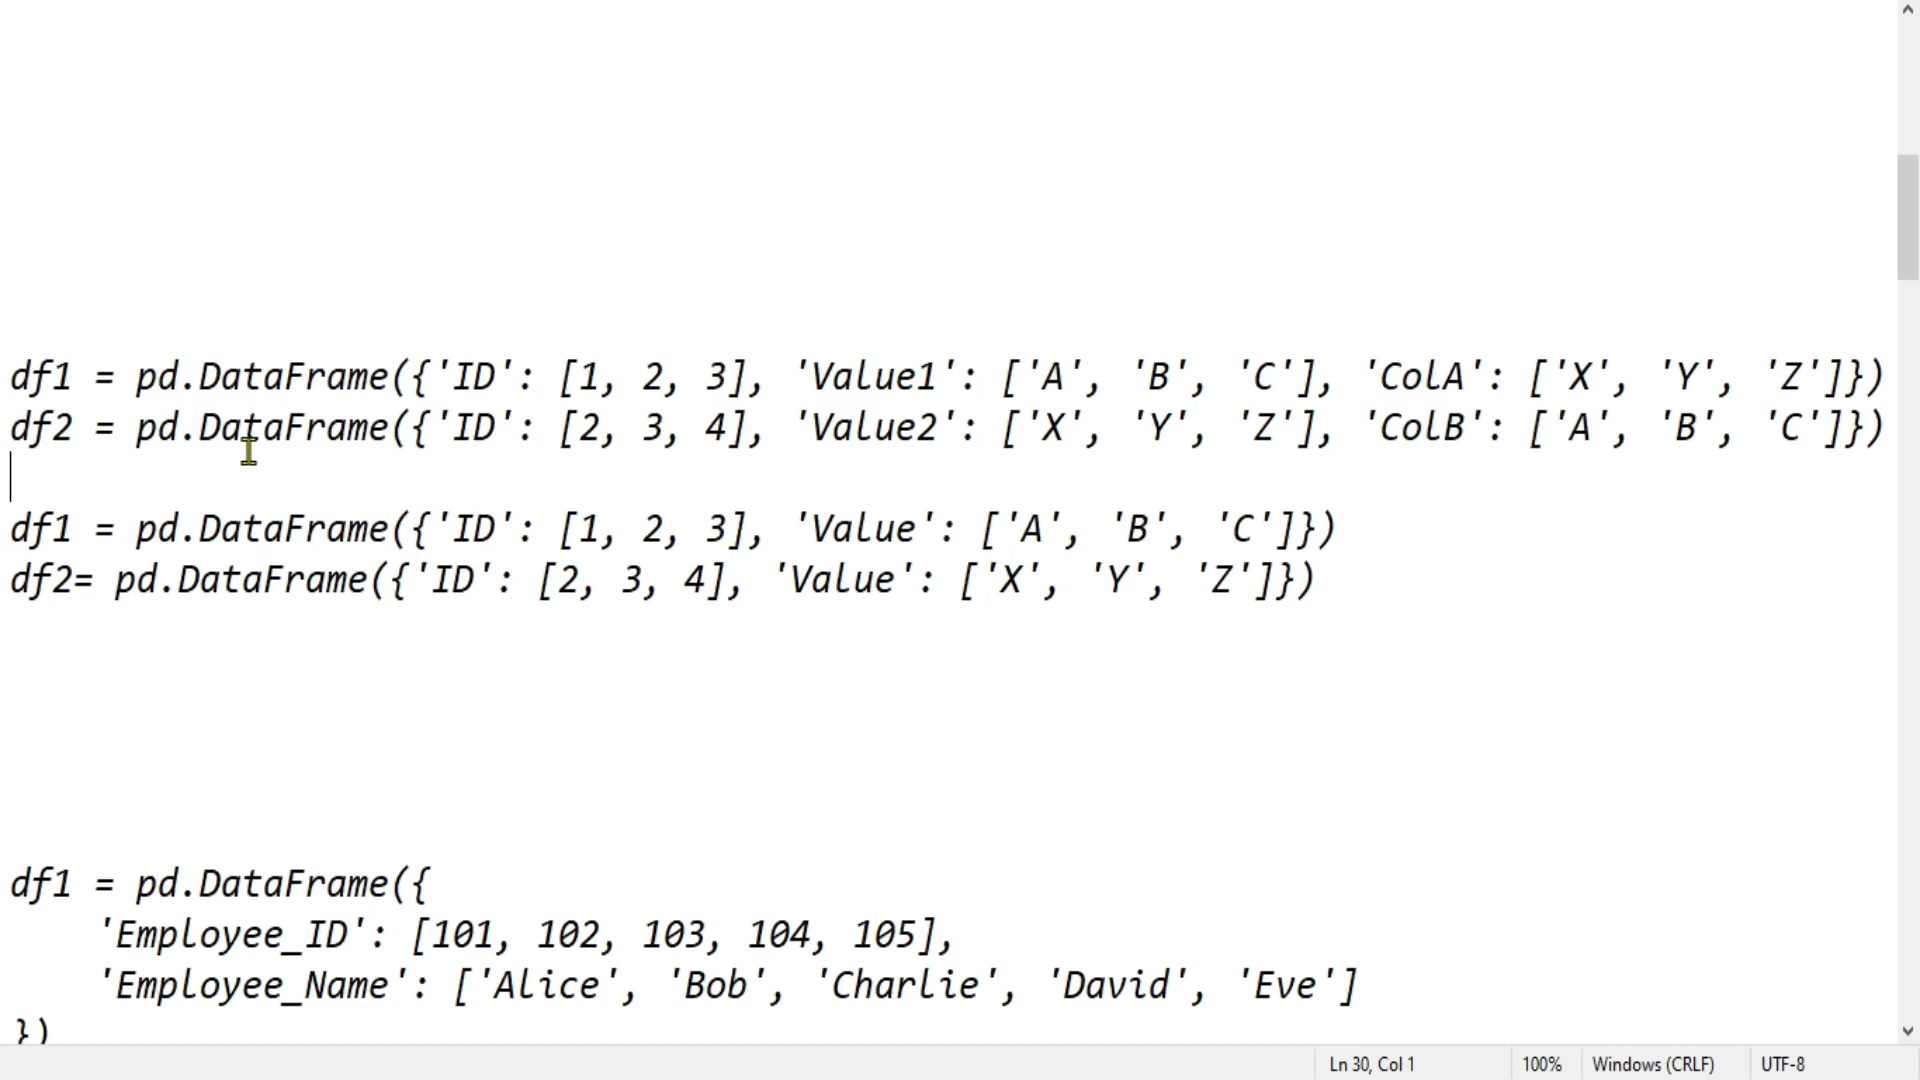 df1 = pd.DataFrame({'ID': [1, 2, 3], 'Value1': ['A', 'B', 'C'], 'ColA': ['X', 'Y', 'Z']})
df2 = pd.DataFrame({'ID': [2, 3, 4], 'Value2': ['X', 'Y', 'Z'], 'ColB': ['A', 'B', 'C']})
df1 = pd.DataFrame({'ID': [1, 2, 3], 'Value': ['A', 'B', 'C']})
df2= pd.DataFrame({'ID': [2, 3, 4], 'Value': ['X', 'Y', 'Z']})
df1 = pd.DataFrame({
    'Employee_ID': [101, 102, 103, 104, 105],
    'Employee_Name': ['Alice', 'Bob', 'Charlie', 'David', 'Eve']
})
Ln 30, Col 1 100% Windows (CRLF) UTF-8